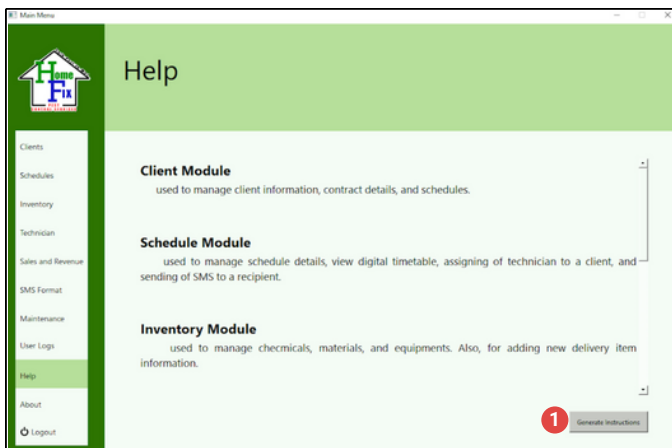 Main Menu
Home
Fix
PEST
CONTROL SERVICES
Help
Clients
Schedules
Inventory
Technician
Sales and Revenue
SMS Format
Maintenance
User Logs
Help
About
Logout
Client Module
used to manage client information, contract details, and schedules.
Schedule Module
used to manage schedule details, view digital timetable, assigning of technician to a client, and
sending of SMS to a recipient.
Inventory Module
used to manage checmicals, materials, and equipments. Also, for adding new delivery item
information.
1
Generate Instructions